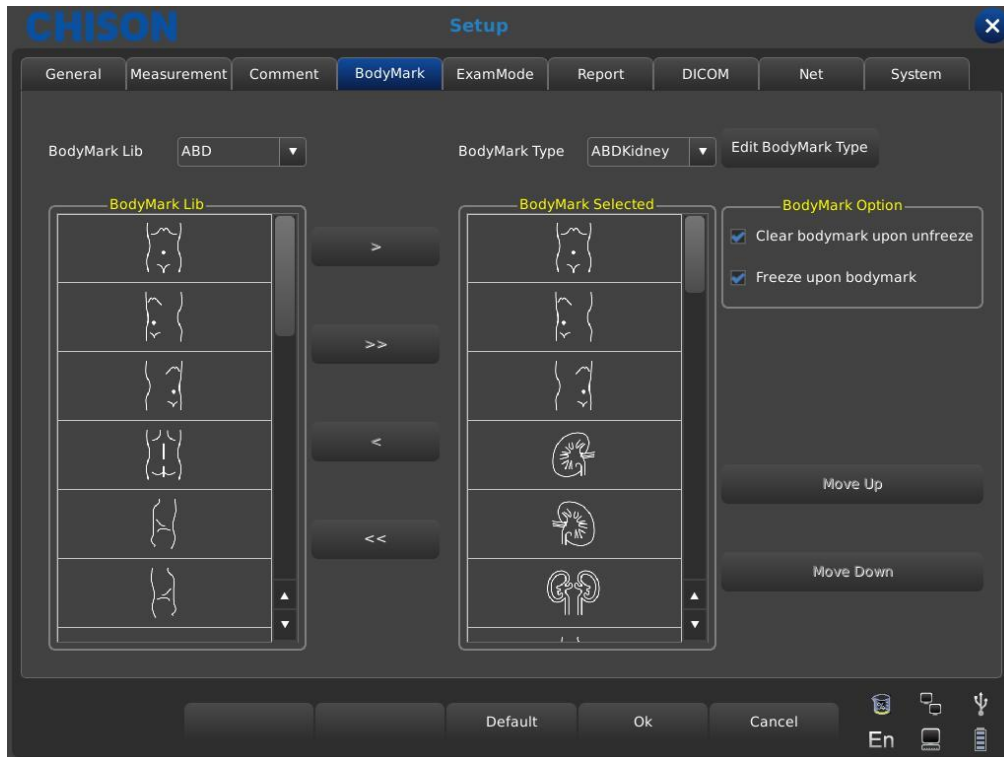 CHISON
Setup
General Measurement Comment BodyMark ExamMode Report DICOM Net System
BodyMark Lib ABD BodyMark Type ABDKidney Edit BodyMark Type
BodyMark Lib BodyMark Selected BodyMark Option
> Clear bodymark upon unfreeze
Freeze upon bodymark
>>
<
Move Up
<<
Move Down
Default Ok Cancel
En